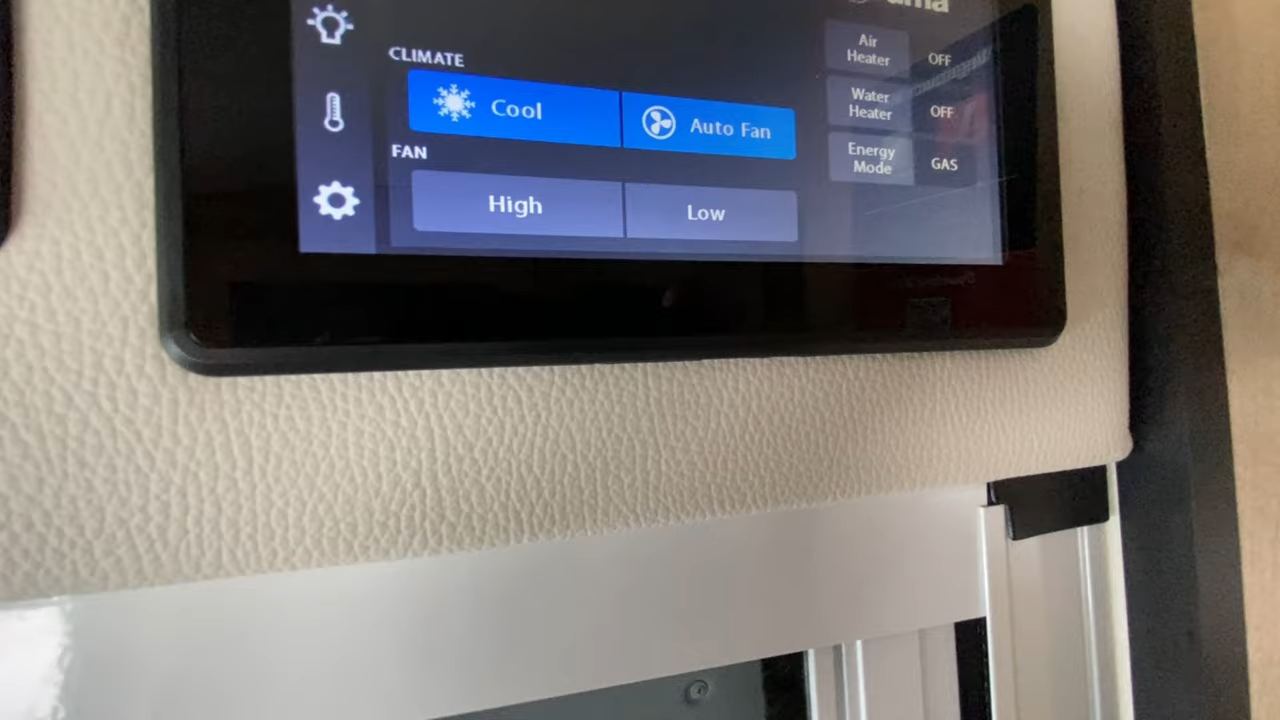 CLIMATE
Cool
Auto Fan
FAN
High
Low
Air
Heater
OFF
Water
Heater
OFF
Energy
Mode
GAS